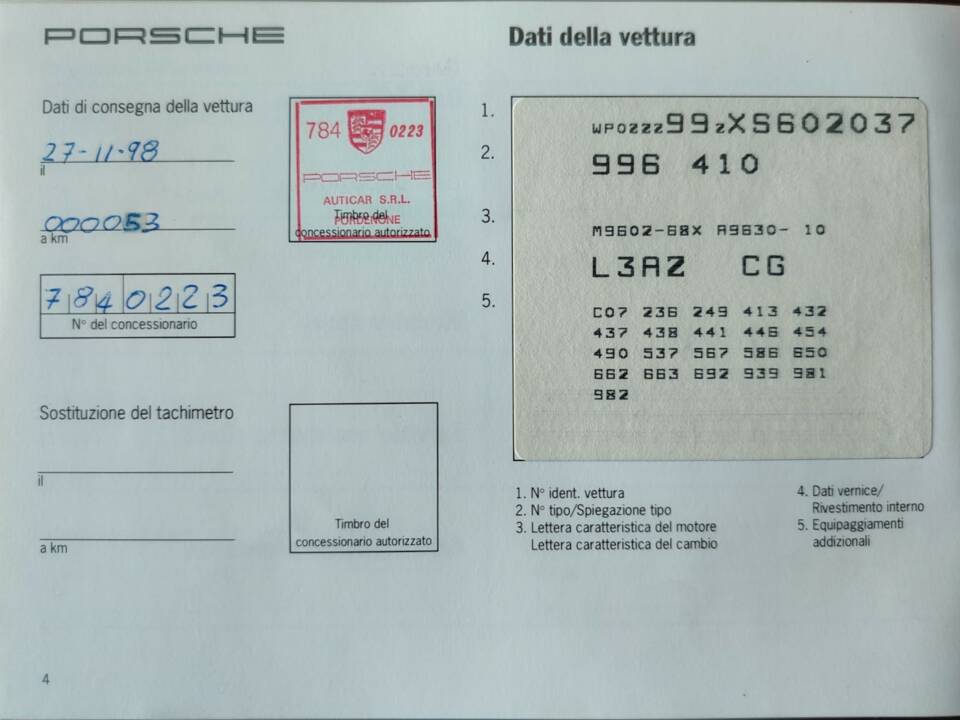 PORSCHE
Dati di consegna della vettura
27-11-98
il
000053
a km
7840223
N° del concessionario
784 0223
PORSCHE
AUTICAR S.R.L.
PORDENONE
Timbro del
concessionario autorizzato
Sostituzione del tachimetro
il
a km
Timbro del
concessionario autorizzato
4
Dati della vettura
1. WP0ZZZ99ZXS602037
2. 996 410
3. M9602-68X A9630- 10
4. L3AZ CG
5. C07 236 249 413 432
437 438 441 446 454
490 537 567 586 650
662 663 692 939 981
982
1. N° ident. vettura
2. N° tipo/Spiegazione tipo
3. Lettera caratteristica del motore
Lettera caratteristica del cambio
4. Dati vernice/
Rivestimento interno
5. Equipaggiamenti
addizionali